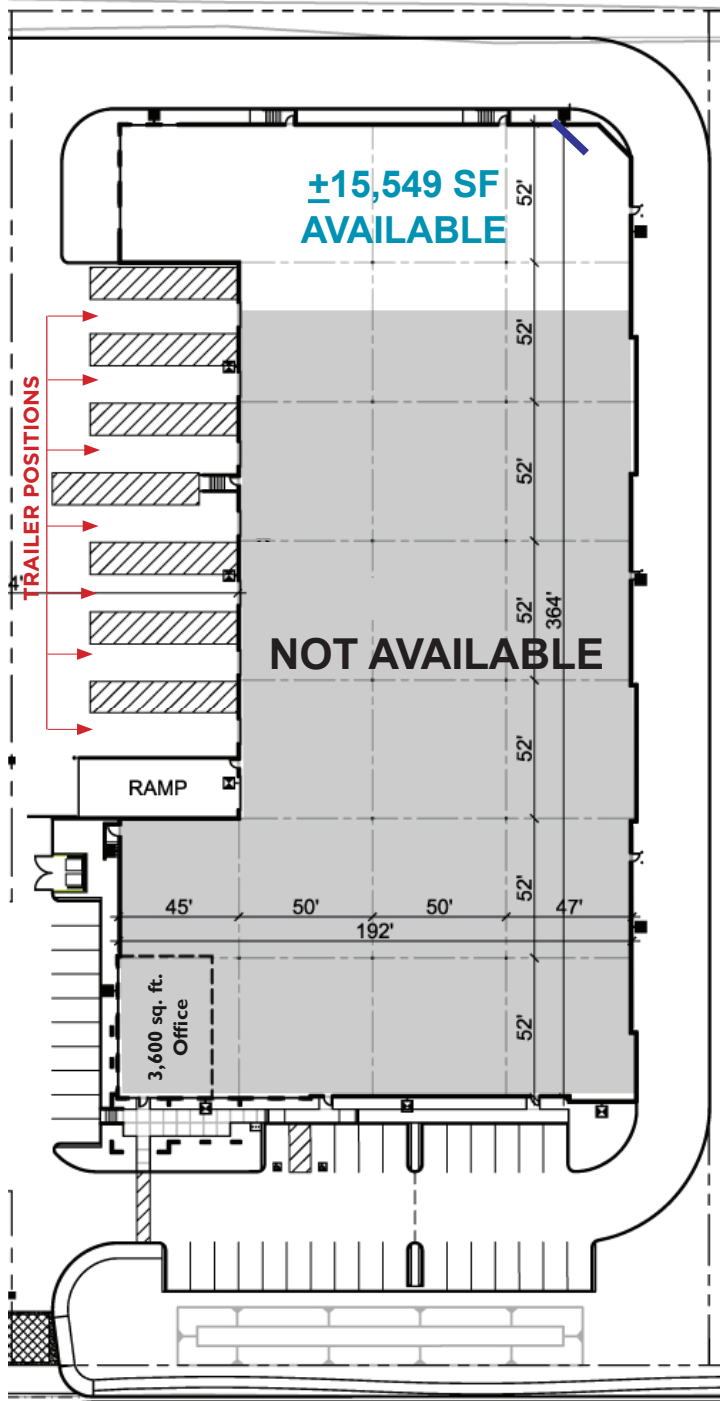 ±15,549 SF
AVAILABLE
52'
52'
52'
52'
364'
52'
52'
52'
TRAILER POSITIONS
4'
NOT AVAILABLE
RAMP
45'
50'
50'
47'
192'
3,600 sq. ft.
Office